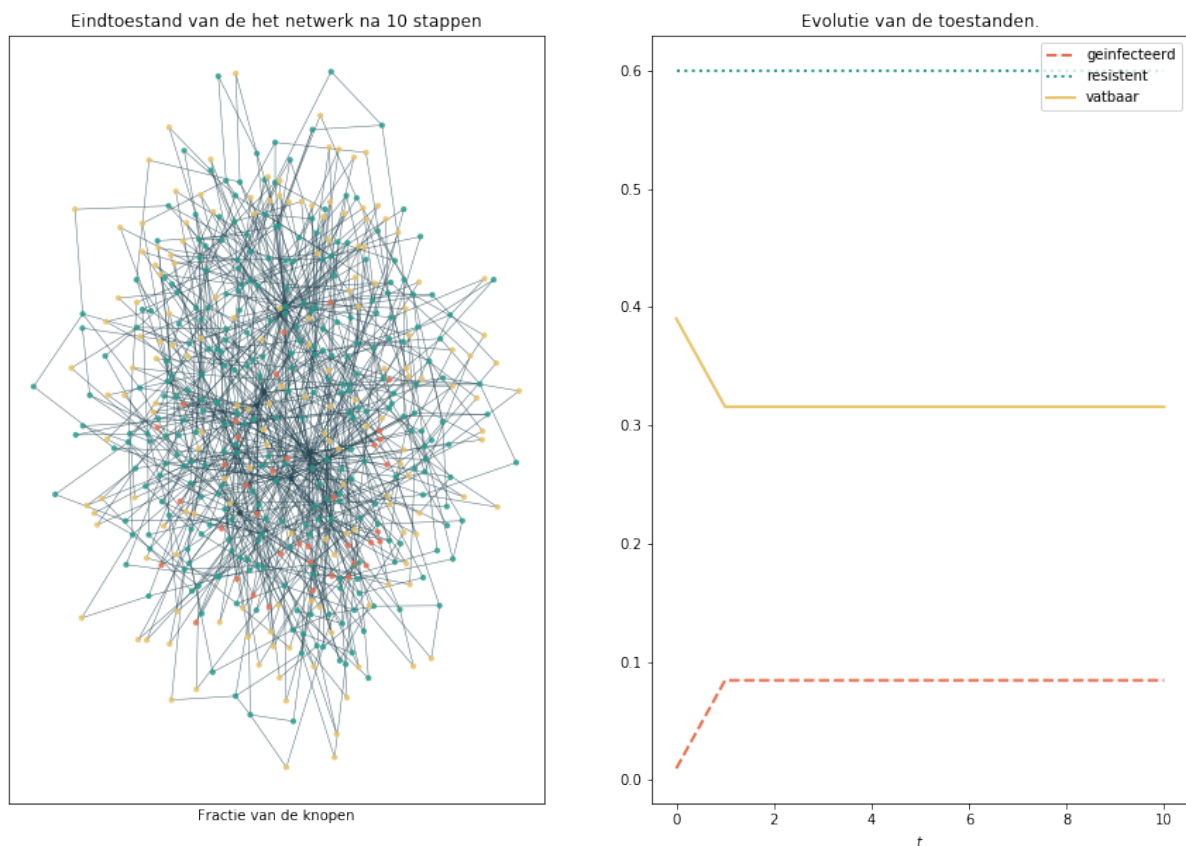 Eindtoestand van de het netwerk na 10 stappen
Fractie van de knopen
Evolutie van de toestanden.
geinfecteerd
resistent
vatbaar
0.6
0.5
0.4
0.3
0.2
0.1
0.0
0 2 4 6 8 10
t